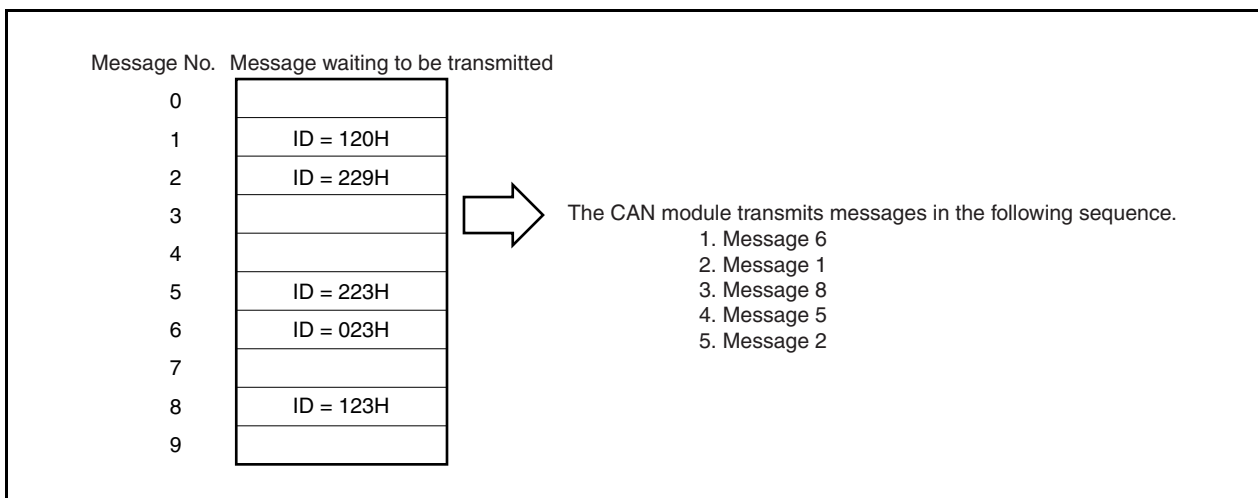 Message No. Message waiting to be transmitted
0
1 ID = 120H
2 ID = 229H
3
4
5 ID = 223H
6 ID = 023H
7
8 ID = 123H
9
The CAN module transmits messages in the following sequence.
1. Message 6
2. Message 1
3. Message 8
4. Message 5
5. Message 2